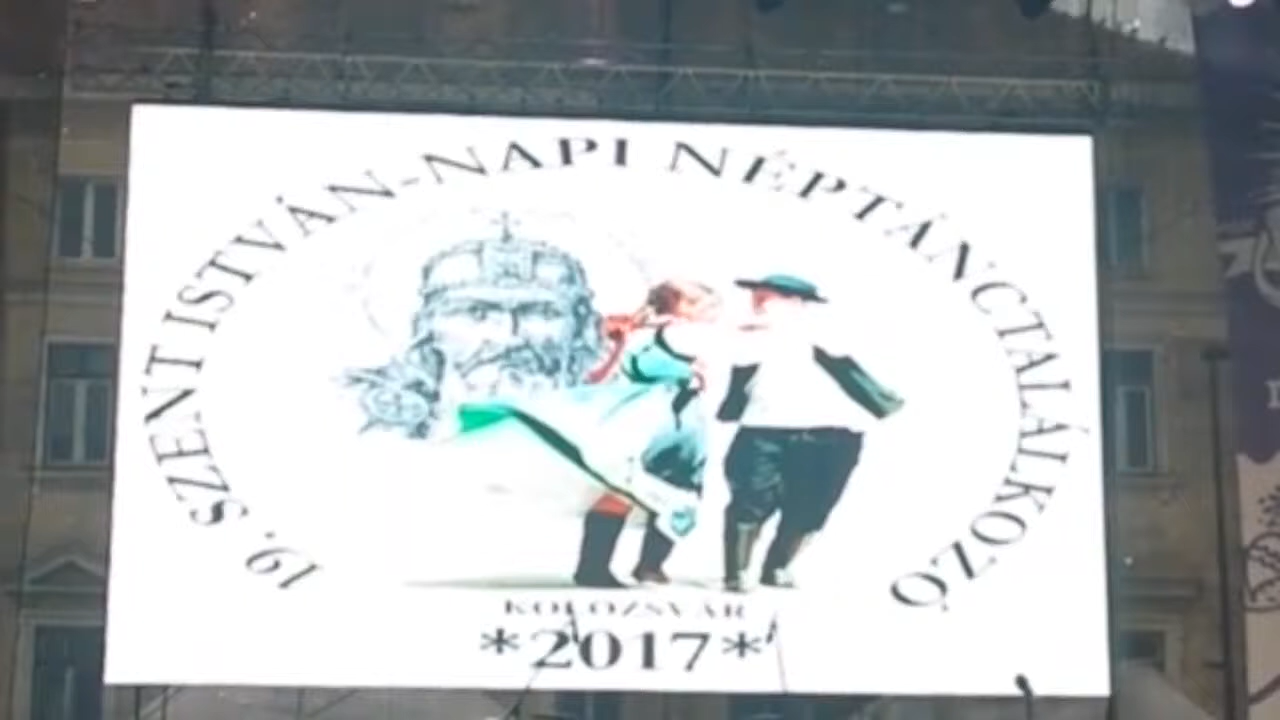 19. SZENT ISTVÁN-NAPI NÉPTÁNCTALÁLKOZÓ
KOLOZSVÁR
*2017*